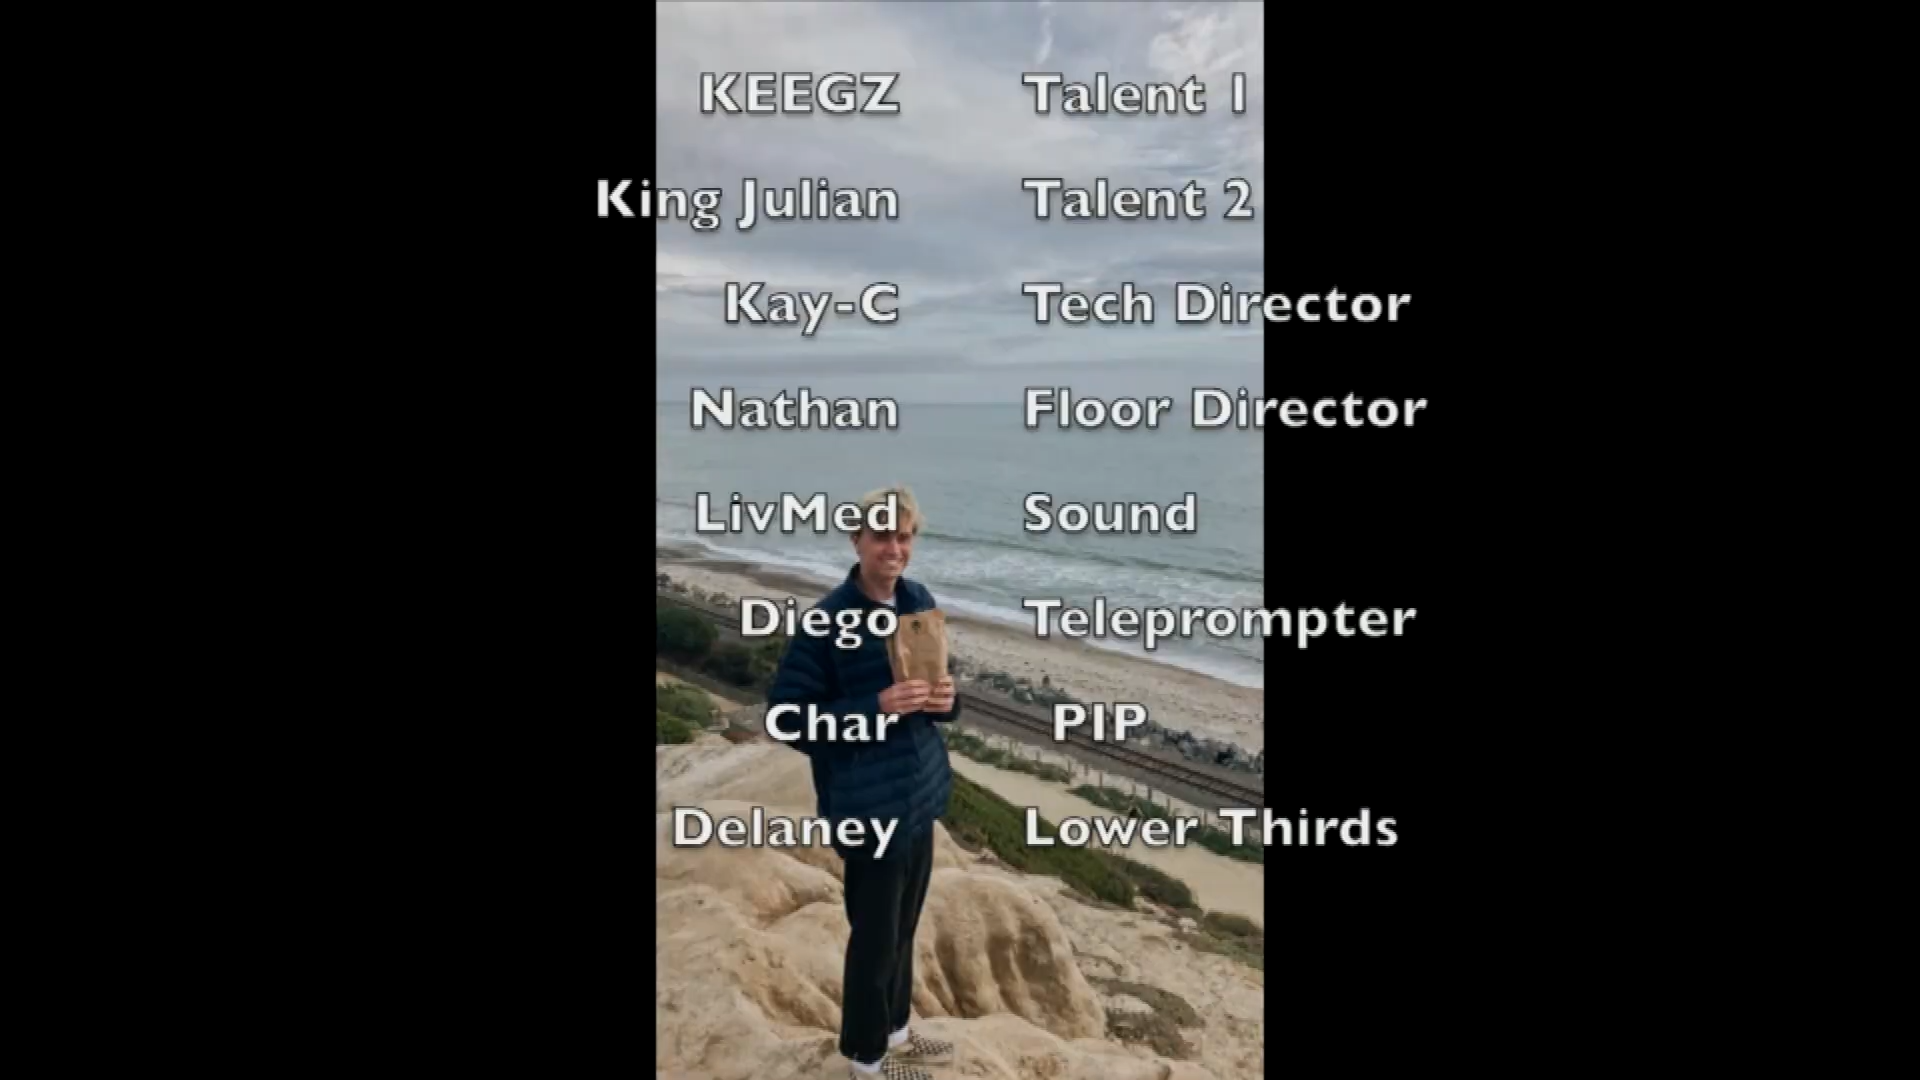 KEEGZ Talent 1
King Julian Talent 2
Kay-C Tech Director
Nathan Floor Director
LivMed Sound
Diego Teleprompter
Char PIP
Delaney Lower Thirds